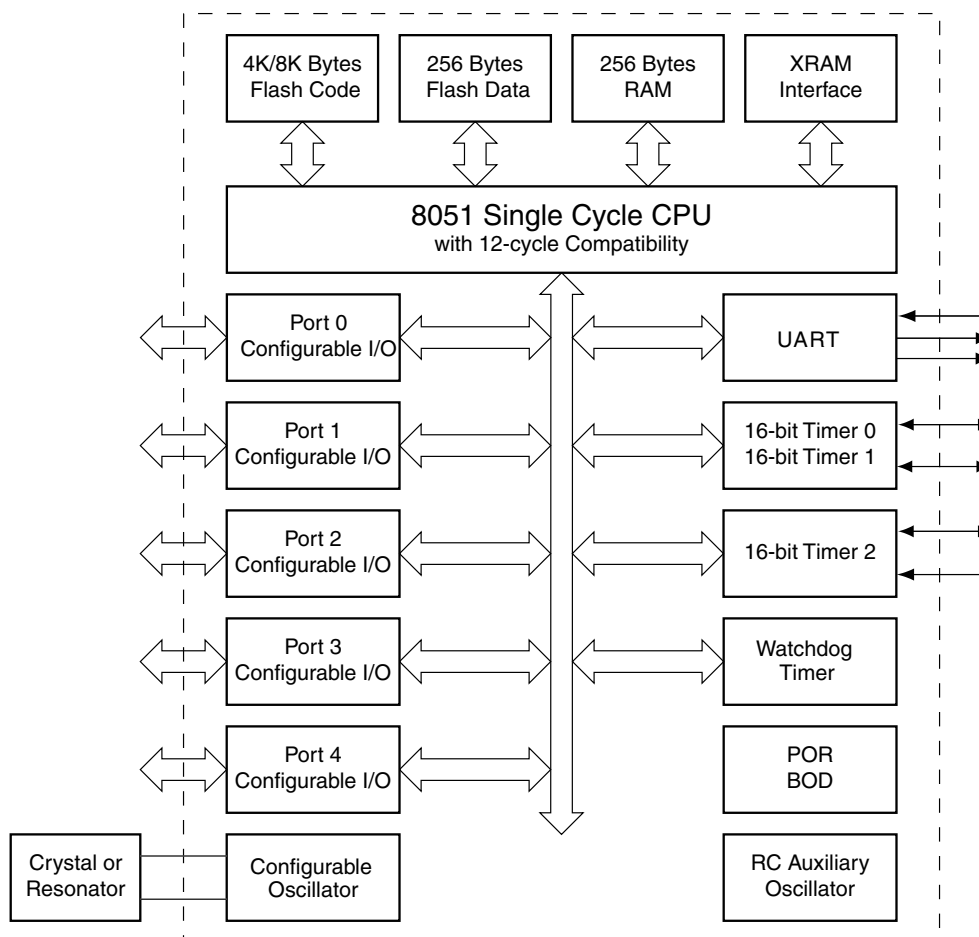 4K/8K Bytes
Flash Code
256 Bytes
Flash Data
256 Bytes
RAM
XRAM
Interface
8051 Single Cycle CPU
with 12-cycle Compatibility
Port 0
Configurable I/O
UART
Port 1
Configurable I/O
16-bit Timer 0
16-bit Timer 1
Port 2
Configurable I/O
16-bit Timer 2
Port 3
Configurable I/O
Watchdog
Timer
Port 4
Configurable I/O
POR
BOD
Crystal or
Resonator
Configurable
Oscillator
RC Auxiliary
Oscillator